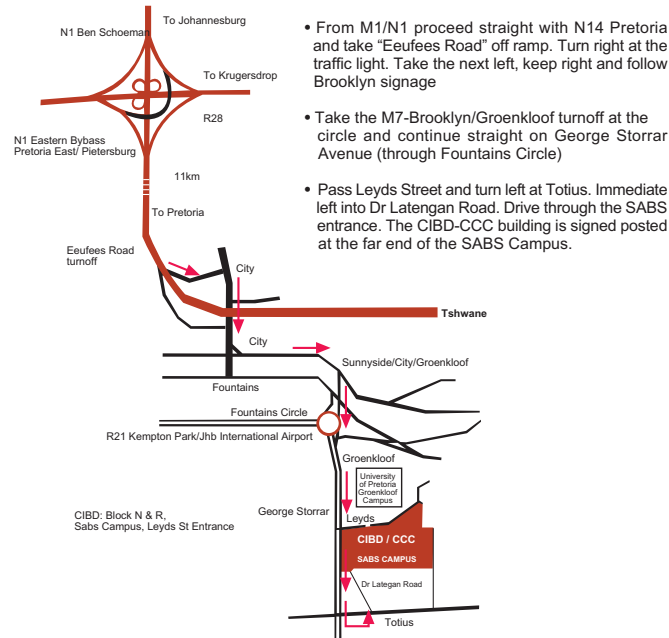 To Johannesburg
N1 Ben Schoeman
To Krugersdrop
R28
N1 Eastern Bybass
Pretoria East/ Pietersburg
11km
To Pretoria
Eeufees Road
turnoff
City
Tshwane
City
Sunnyside/City/Groenkloof
Fountains
Fountains Circle
R21 Kempton Park/Jhb International Airport
Groenkloof
University
of Pretoria
Groenkloof
Campus
George Storrar
Leyds
CIBD: Block N & R,
Sabs Campus, Leyds St Entrance
CIBD / CCC
SABS CAMPUS
Dr Lategan Road
Totius
• From M1/N1 proceed straight with N14 Pretoria
and take “Eeufees Road” off ramp. Turn right at the
traffic light. Take the next left, keep right and follow
Brooklyn signage
• Take the M7-Brooklyn/Groenkloof turnoff at the
circle and continue straight on George Storrar
Avenue (through Fountains Circle)
• Pass Leyds Street and turn left at Totius. Immediate
left into Dr Latengan Road. Drive through the SABS
entrance. The CIBD-CCC building is signed posted
at the far end of the SABS Campus.